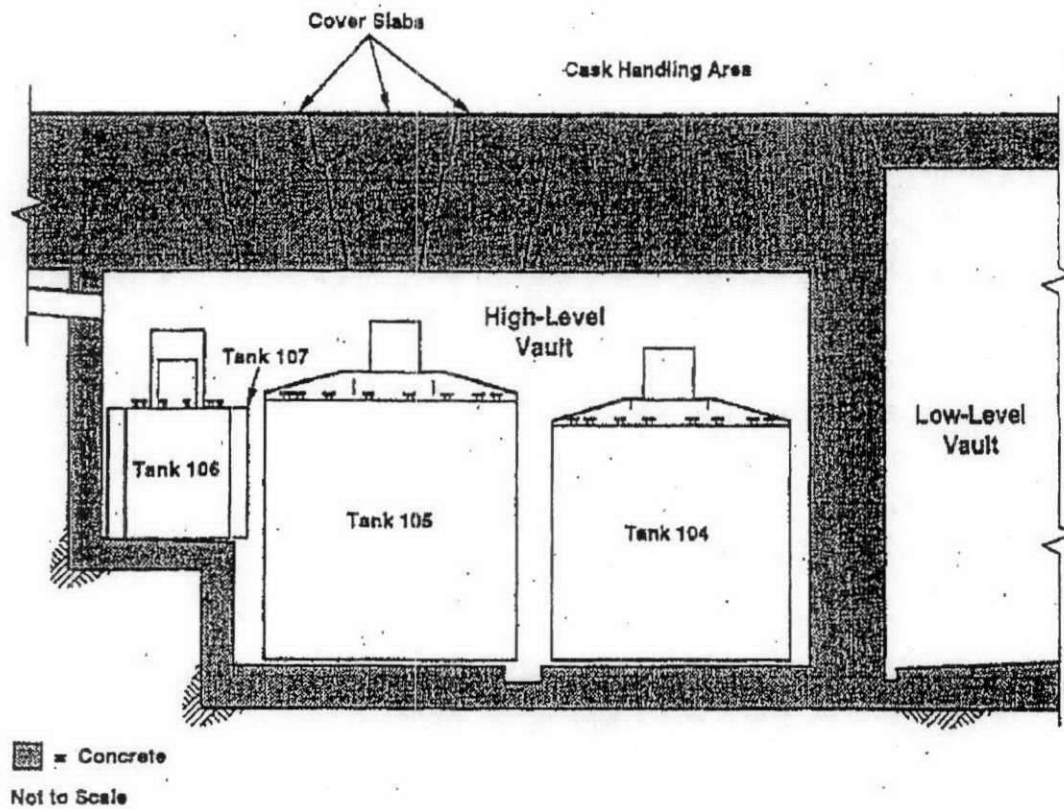 Cover Slabs
Cask Handling Area
High-Level
Vault
Tank 107
Low-Level
Vault
Tank 106
Tank 105
Tank 104
= Concrete
Not to Scale